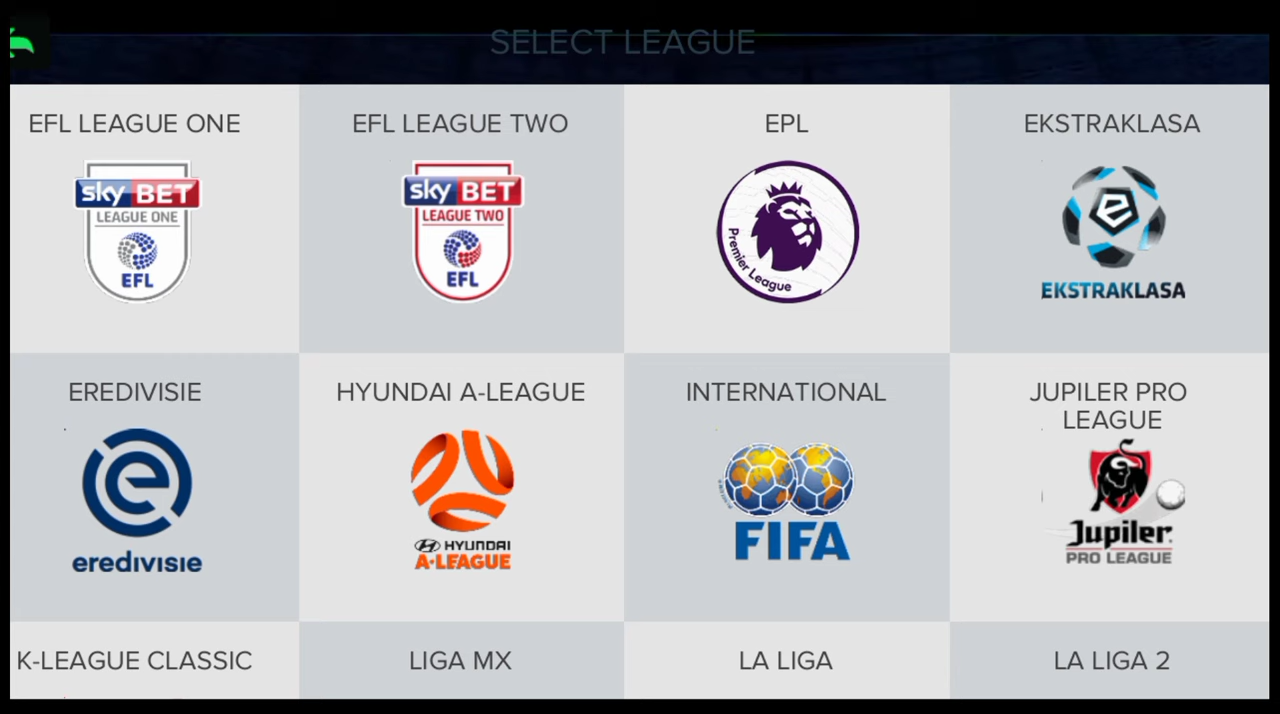 SELECT LEAGUE
EFL LEAGUE ONE
EFL LEAGUE TWO
EPL
EKSTRAKLASA
sky BET
LEAGUE ONE
EFL
sky BET
LEAGUE TWO
EFL
Premier League
EKSTRAKLASA
EREDIVISIE
HYUNDAI A-LEAGUE
INTERNATIONAL
JUPILER PRO
LEAGUE
eredivisie
HYUNDAI
A-LEAGUE
FIFA
Jupiler
PRO LEAGUE
K-LEAGUE CLASSIC
LIGA MX
LA LIGA
LA LIGA 2